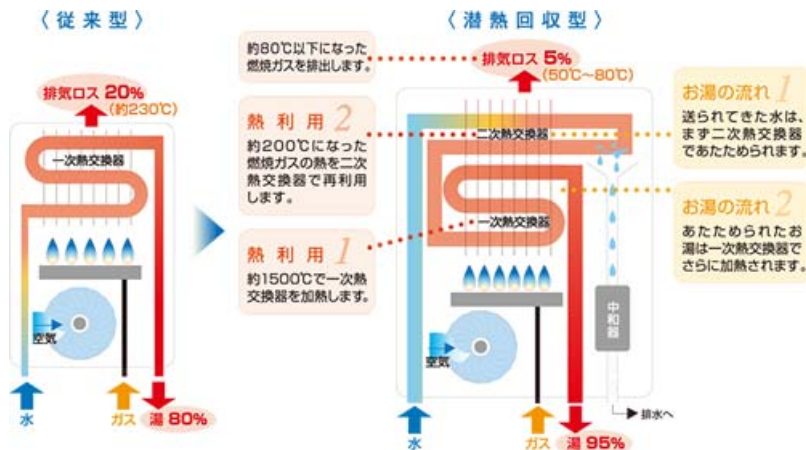 〈従来型〉
排気ロス 20%
(約230℃)
一次熱交換器
空気
水
ガス
湯 80%
〈潜熱回収型〉
約80℃以下になった
燃焼ガスを排出します。
排気ロス 5%
(50℃〜80℃)
熱利用 2
約200℃になった
燃焼ガスの熱を二次
熱交換器で再利用
します。
熱利用 1
約1500℃で一次熱
交換器を加熱します。
二次熱交換器
一次熱交換器
空気
中和器
排水へ
水
ガス
湯 95%
お湯の流れ 1
送られてきた水は、
まず二次熱交換器
であたためられます。
お湯の流れ 2
あたためられたお
湯は一次熱交換器で
さらに加熱されます。